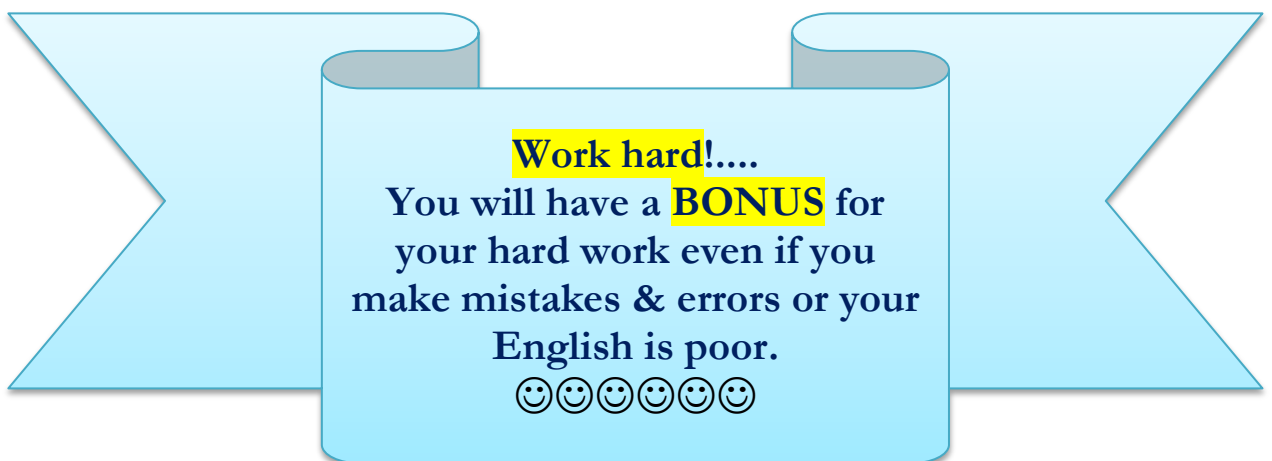 Work hard!....
You will have a BONUS for
your hard work even if you
make mistakes & errors or your
English is poor.
☺☺☺☺☺☺